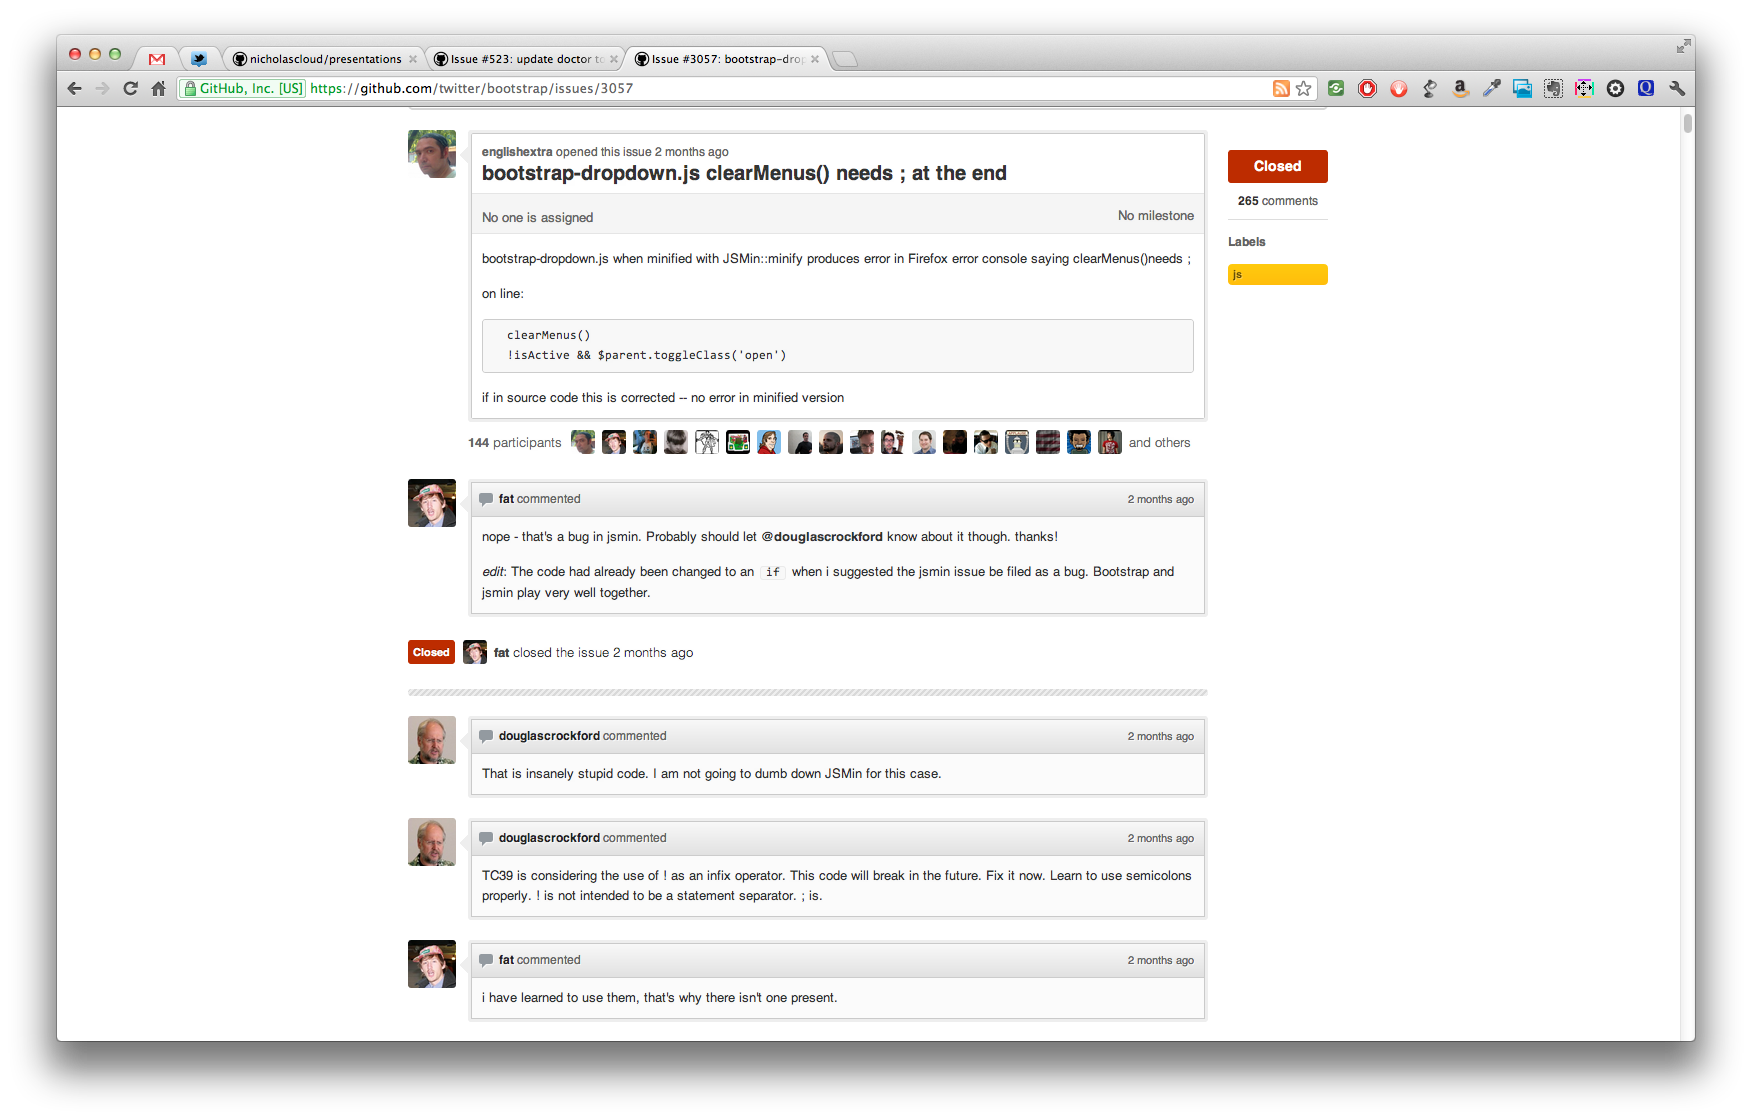 nicholascloud/presentations
Issue #523: update doctor to
Issue #3057: bootstrap-drop
GitHub, Inc. [US]
https://github.com/twitter/bootstrap/issues/3057
englishextra opened this issue 2 months ago
bootstrap-dropdown.js clearMenus() needs ; at the end
No one is assigned
No milestone
bootstrap-dropdown.js when minified with JSMin::minify produces error in Firefox error console saying clearMenus()needs ;
on line:
clearMenus()
!isActive && $parent.toggleClass('open')
if in source code this is corrected -- no error in minified version
Closed
265 comments
Labels
js
144 participants
and others
fat commented
2 months ago
nope - that's a bug in jsmin. Probably should let @douglascrockford know about it though. thanks!
edit: The code had already been changed to an if when i suggested the jsmin issue be filed as a bug. Bootstrap and
jsmin play very well together.
Closed
fat closed the issue 2 months ago
douglascrockford commented
2 months ago
That is insanely stupid code. I am not going to dumb down JSMin for this case.
douglascrockford commented
2 months ago
TC39 is considering the use of ! as an infix operator. This code will break in the future. Fix it now. Learn to use semicolons
properly. ! is not intended to be a statement separator. ; is.
fat commented
2 months ago
i have learned to use them, that's why there isn't one present.